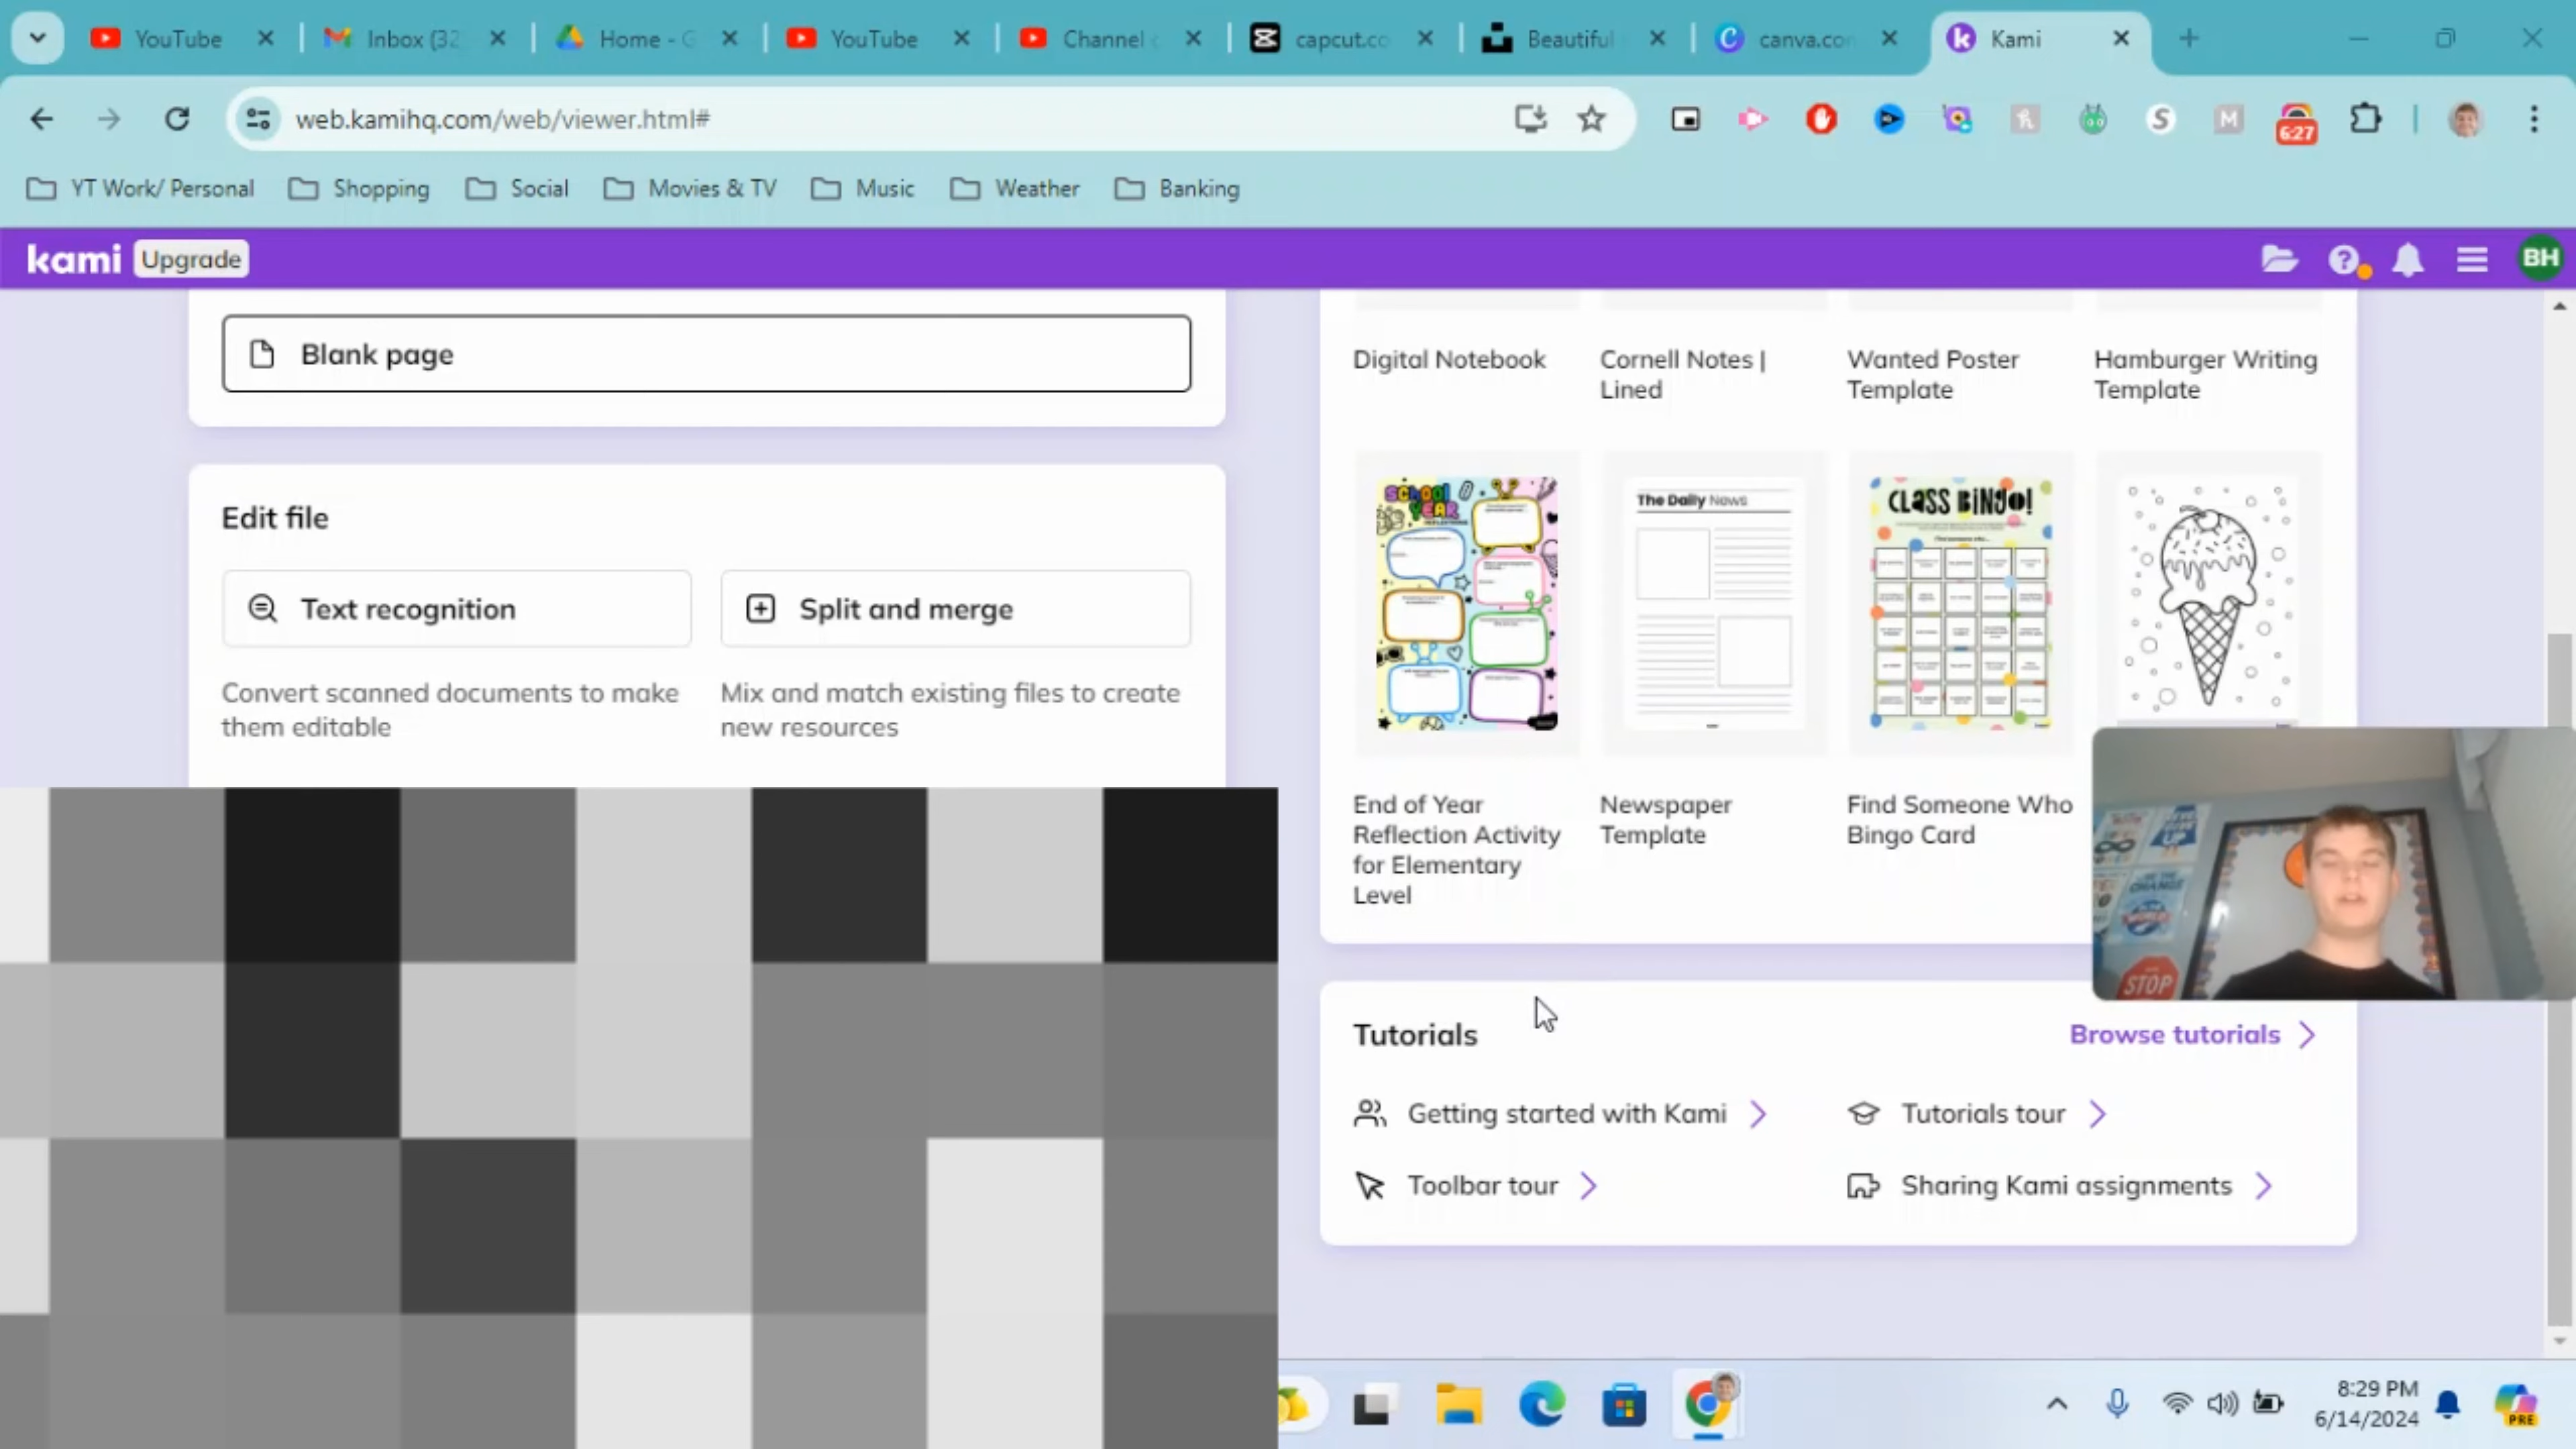 YouTube
Inbox (32
Home - G
YouTube
Channel
capcut.co
Beautiful
canva.con
Kami
web.kamihq.com/web/viewer.html#
6:27
YT Work/ Personal
Shopping
Social
Movies & TV
Music
Weather
Banking
kami
Upgrade
BH
Blank page
Digital Notebook
Cornell Notes |
Lined
Wanted Poster
Template
Hamburger Writing
Template
Edit file
Text recognition
Split and merge
Convert scanned documents to make
them editable
Mix and match existing files to create
new resources
SCHOOL
YEAR
The Daily News
CLASS BINGO!
End of Year
Reflection Activity
for Elementary
Level
Newspaper
Template
Find Someone Who
Bingo Card
STOP
Tutorials
Browse tutorials
Getting started with Kami
Tutorials tour
Toolbar tour
Sharing Kami assignments
8:29 PM
6/14/2024
PRE